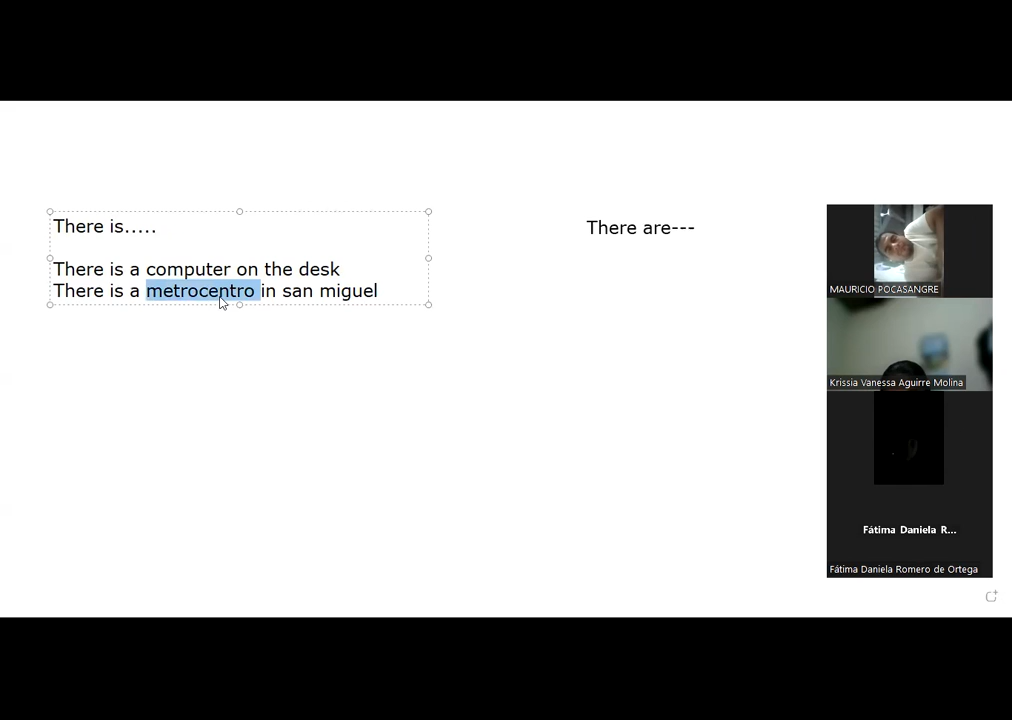 There is.....
There is a computer on the desk
There is a metrocentro in san miguel
There are---
MAURICIO POCASANGRE
Krissia Vanessa Aguirre Molina
Fátima Daniela R...
Fátima Daniela Romero de Ortega